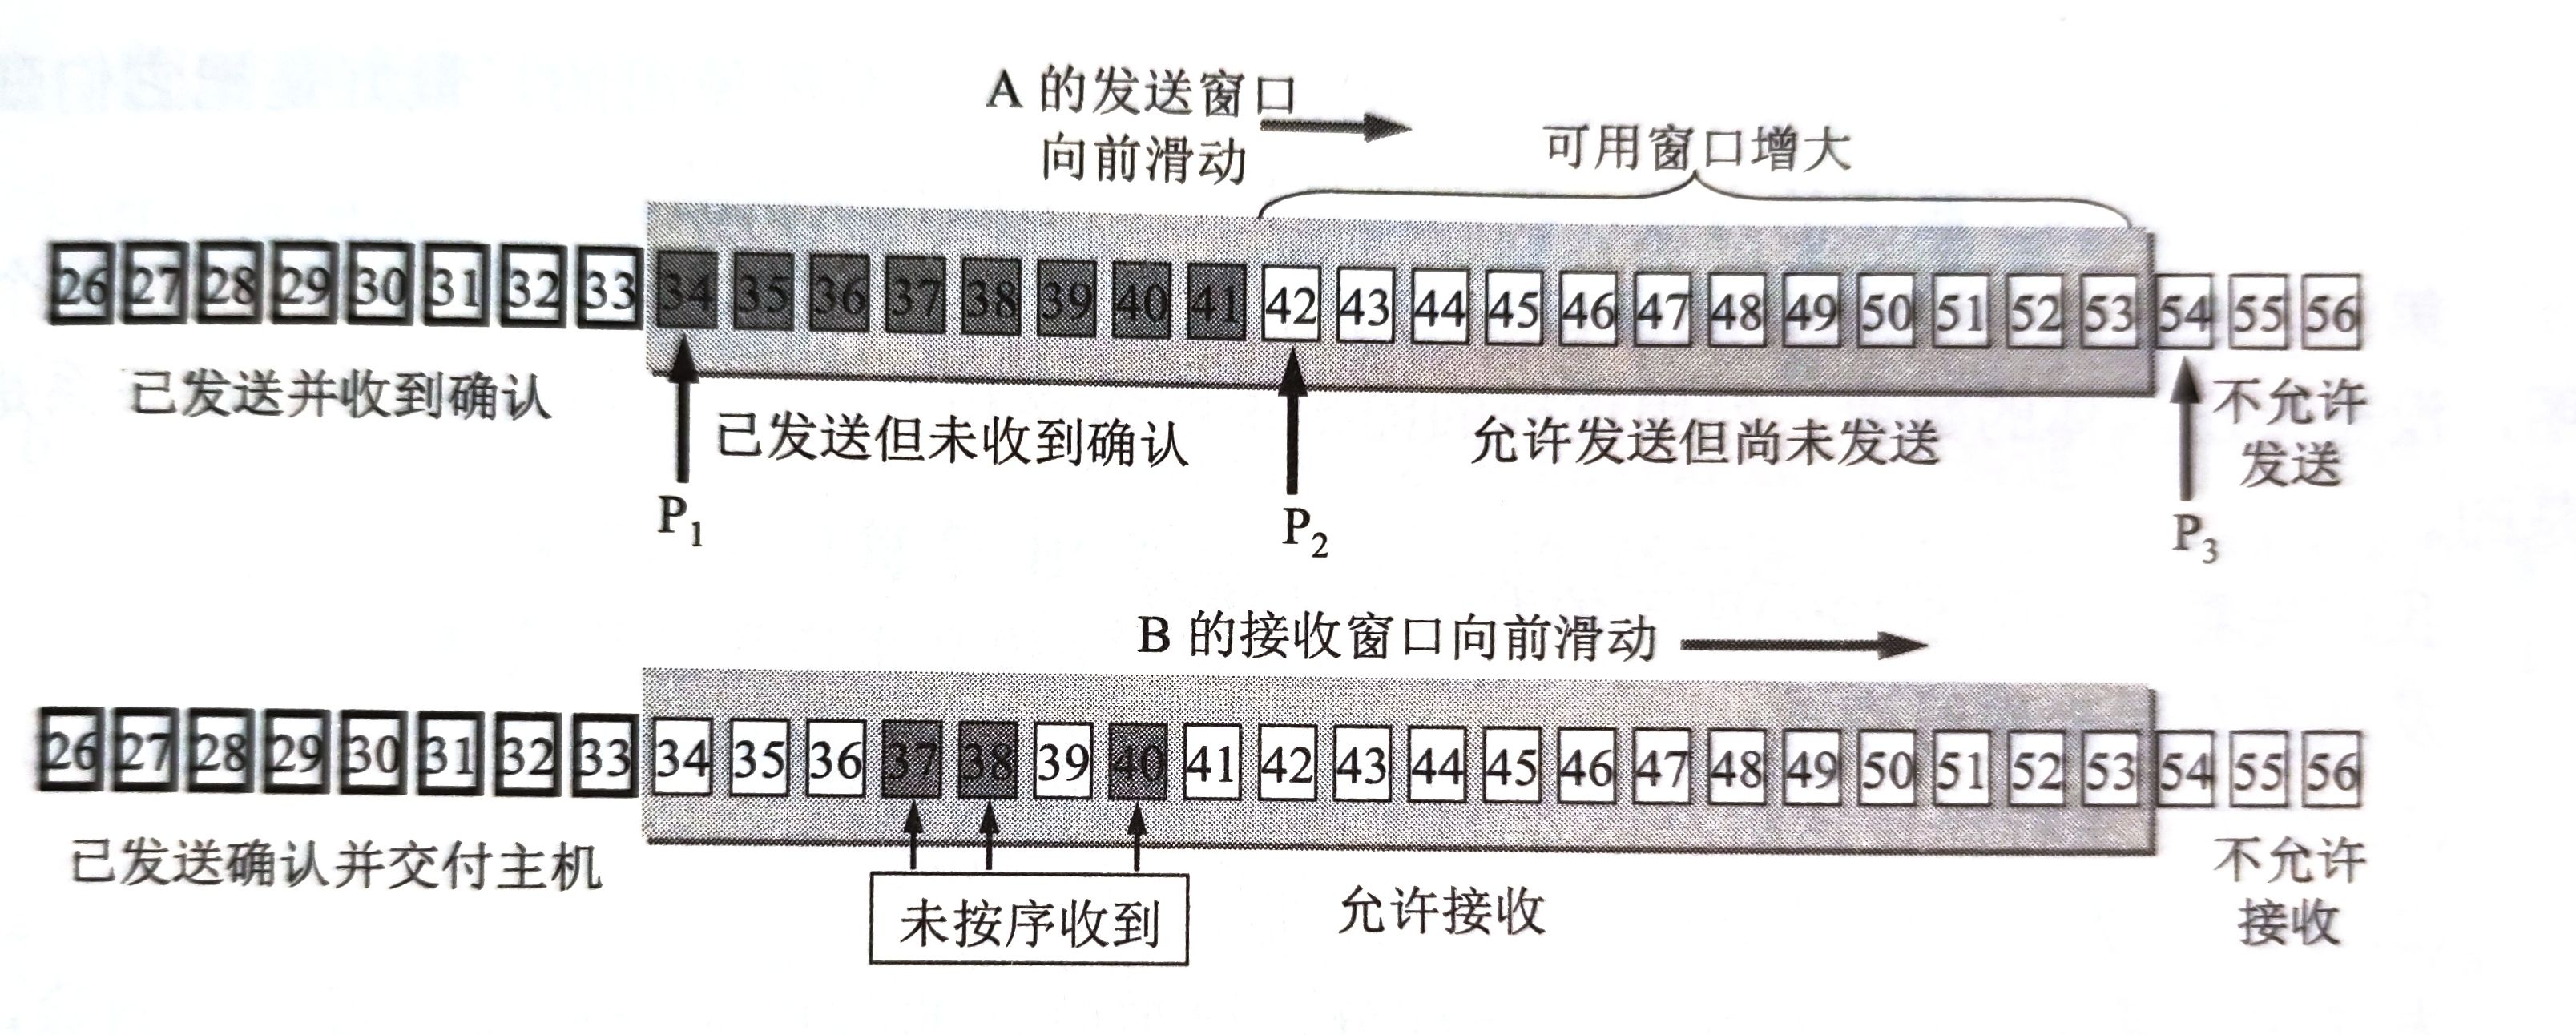 A 的发送窗口
向前滑动
可用窗口增大
26 27 28 29 30 31 32 33 34 35 36 37 38 39 40 41 42 43 44 45 46 47 48 49 50 51 52 53 54 55 56
已发送并收到确认
已发送但未收到确认
允许发送但尚未发送
不允许
发送
P1
P2
P3
B 的接收窗口向前滑动
26 27 28 29 30 31 32 33 34 35 36 37 38 39 40 41 42 43 44 45 46 47 48 49 50 51 52 53 54 55 56
已发送确认并交付主机
未按序收到
允许接收
不允许
接收